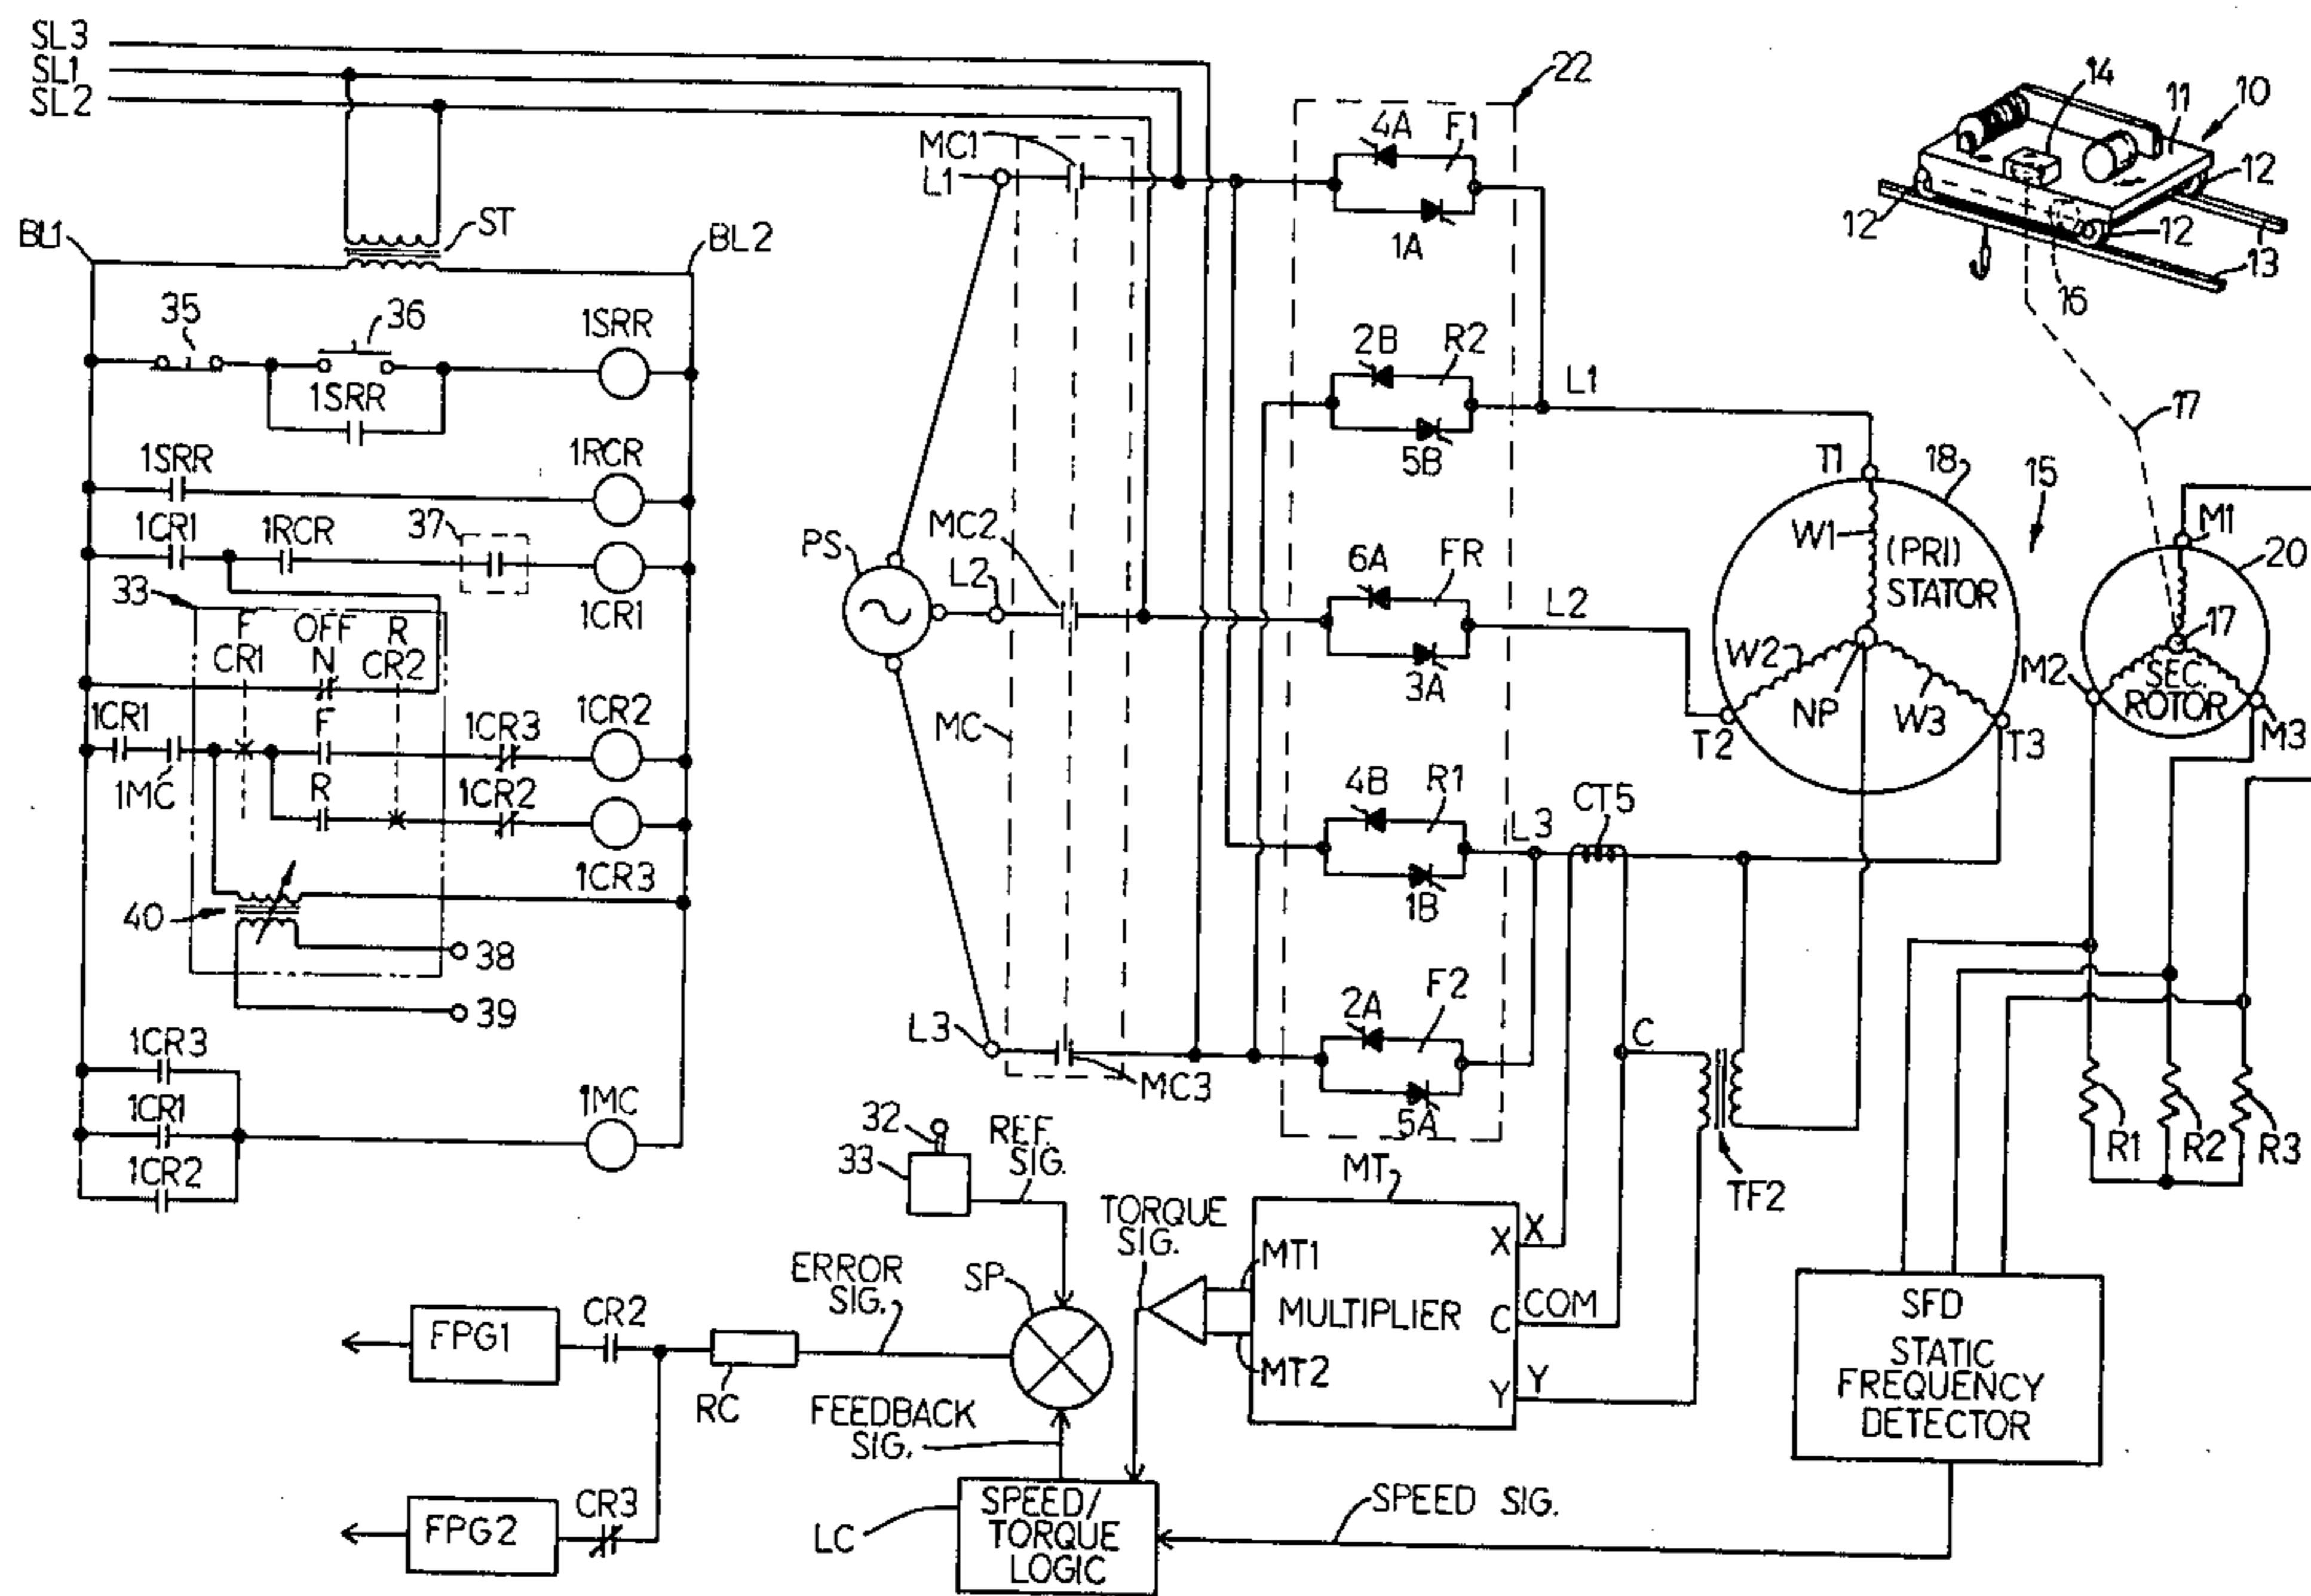 SL3
SL1
SL2
22
14
11
10
12
12
12
13
16
17
4A
F1
1A
MC1
L1
ST
BL1
BL2
35
36
1SRR
1SRR
2B
R2
5B
L1
1SRR
1RCR
1CR1
1RCR
37
1CR1
33
F
CR1
OFF
N
R
CR2
PS
L2
MC2
6A
FR
3A
L2
T1
18
15
W1
(PRI)
STATOR
W2
NP
W3
T2
T3
M1
20
17
M2
SEC.
ROTOR
M3
1CR1
1MC
F
1CR3
1CR2
R
1CR2
1CR3
MC
4B
R1
1B
L3
CT5
40
38
39
L3
MC3
2A
F2
5A
C
TF2
R1
R2
R3
1CR3
1CR1
1CR2
1MC
32
33
REF.
SIG.
MT
TORQUE
SIG.
MT1
MT2
MULTIPLIER
X
X
C
COM
Y
Y
ERROR
SIG.
SP
FPG1
CR2
RC
FEEDBACK
SIG.
SFD
STATIC
FREQUENCY
DETECTOR
FPG2
CR3
LC
SPEED/
TORQUE
LOGIC
SPEED SIG.